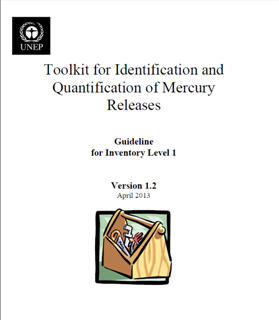 UNEP
Toolkit for Identification and
Quantification of Mercury
Releases
Guideline
for Inventory Level 1
Version 1.2
April 2013